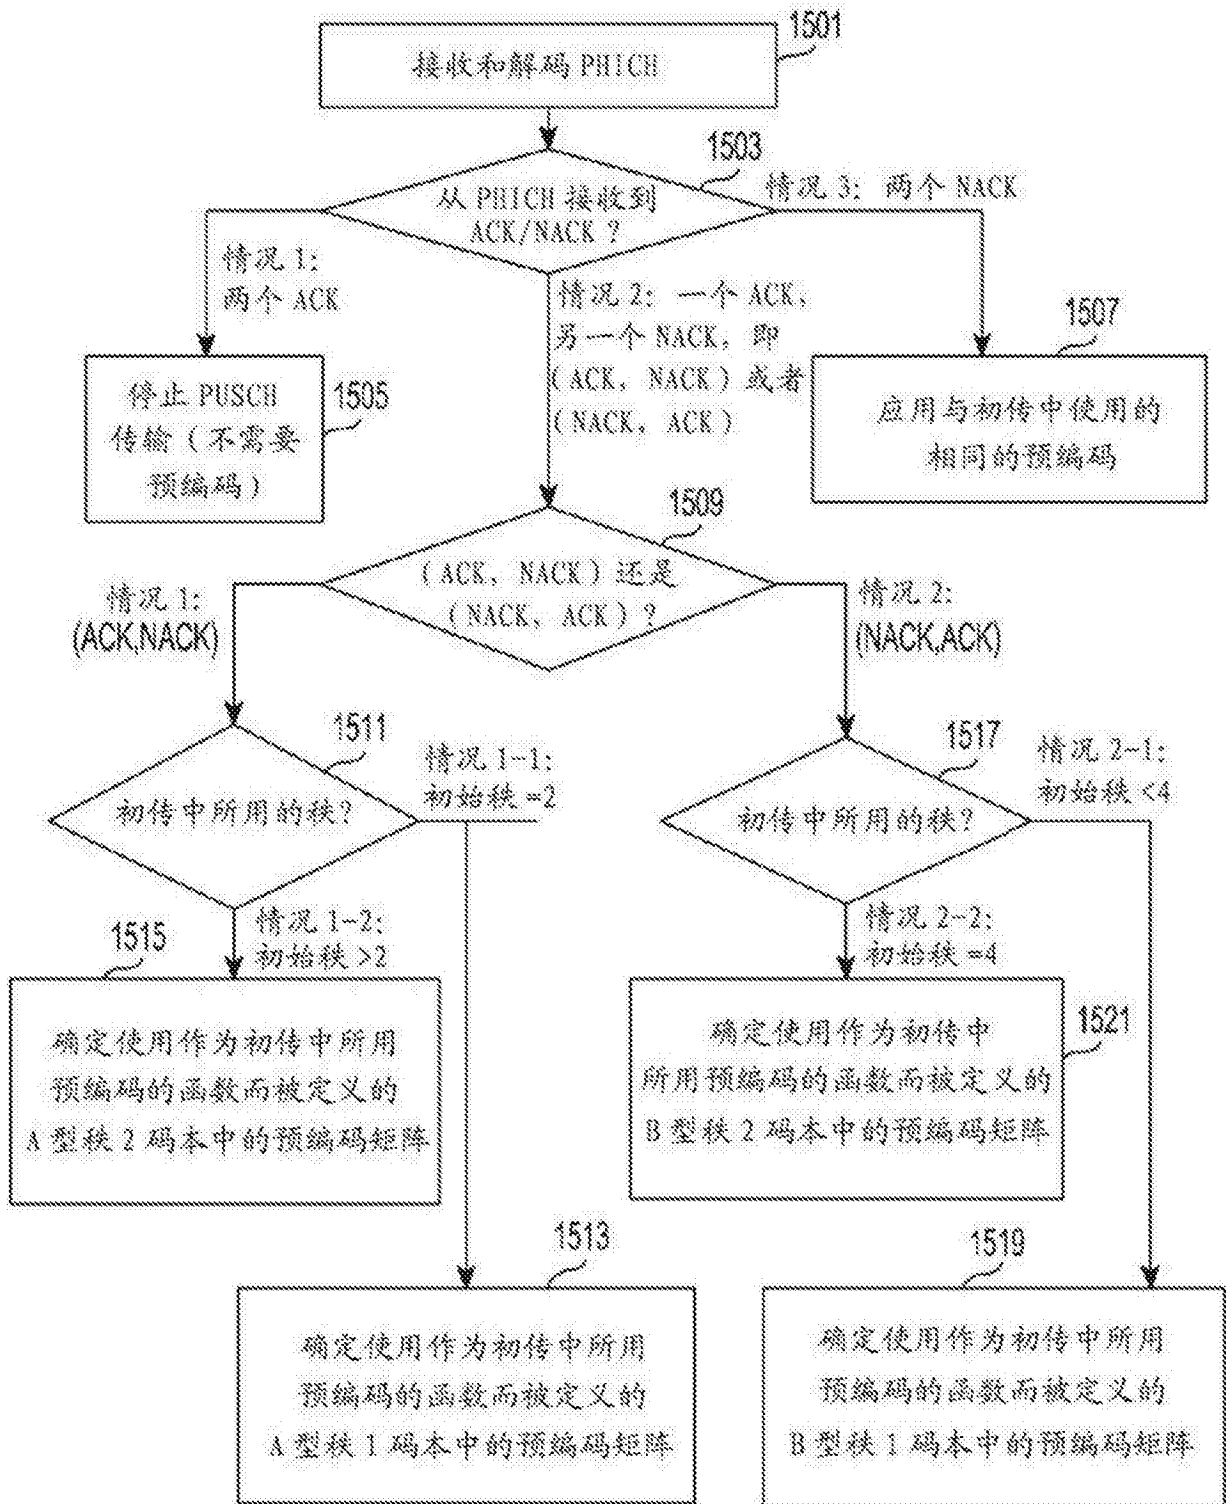 1501
接收和解码 PHICH
1503
从 PHICH 接收到
ACK/NACK？
情况 3：两个 NACK
情况 1：
两个 ACK
情况 2：一个 ACK，
另一个 NACK，即
（ACK，NACK）或者
（NACK，ACK）
1505
停止 PUSCH
传输（不需要
预编码）
1507
应用与初传中使用的
相同的预编码
1509
（ACK，NACK）还是
（NACK，ACK）？
情况 1：
(ACK,NACK)
情况 2：
(NACK,ACK)
1511
初传中所用的秩?
情况 1-1：
初始秩 =2
1517
初传中所用的秩?
情况 2-1：
初始秩 <4
情况 1-2：
初始秩 >2
情况 2-2：
初始秩 =4
1515
确定使用作为初传中所用
预编码的函数而被定义的
A 型秩 2 码本中的预编码矩阵
1521
确定使用作为初传中
所用预编码的函数而被定义的
B 型秩 2 码本中的预编码矩阵
1513
确定使用作为初传中所用
预编码的函数而被定义的
A 型秩 1 码本中的预编码矩阵
1519
确定使用作为初传中所用
预编码的函数而被定义的
B 型秩 1 码本中的预编码矩阵